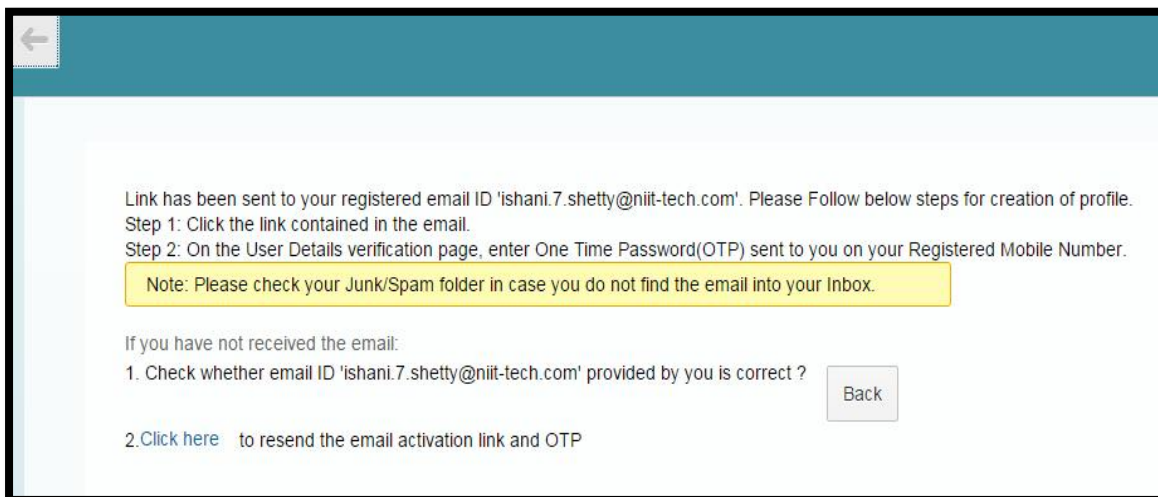 Link has been sent to your registered email ID 'ishani.7.shetty@niit-tech.com'. Please Follow below steps for creation of profile.
Step 1: Click the link contained in the email.
Step 2: On the User Details verification page, enter One Time Password(OTP) sent to you on your Registered Mobile Number.
Note: Please check your Junk/Spam folder in case you do not find the email into your Inbox.
If you have not received the email:
1. Check whether email ID 'ishani.7.shetty@niit-tech.com' provided by you is correct ? Back
2.Click here to resend the email activation link and OTP